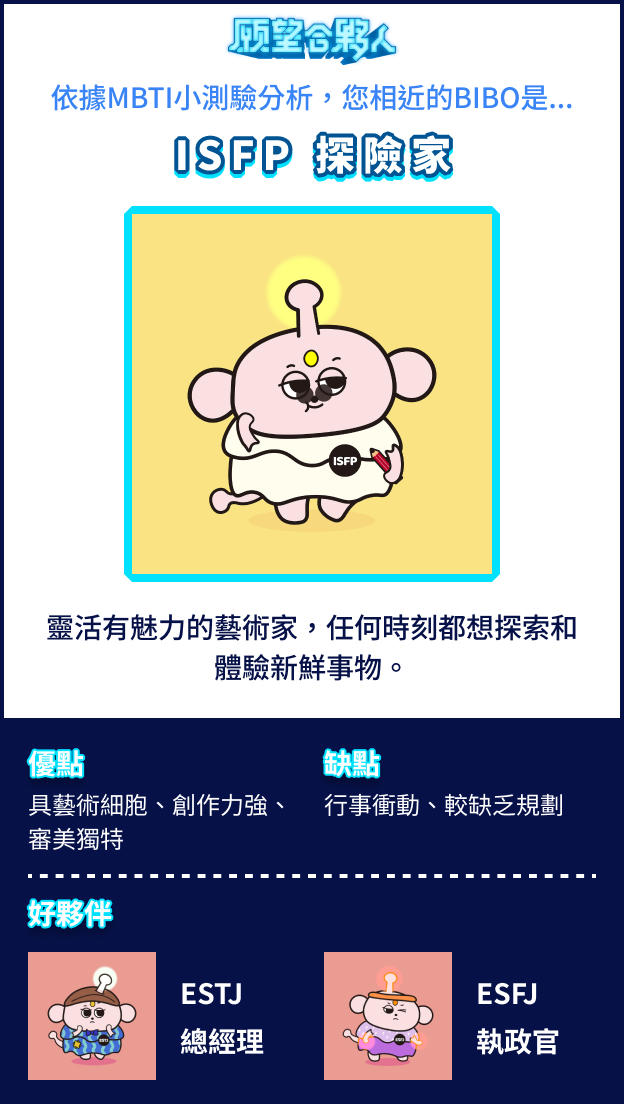 願望合夥人
依據MBTI小測驗分析，您相近的BIBO是...
ISFP 探險家
ISFP
靈活有魅力的藝術家，任何時刻都想探索和
體驗新鮮事物。
優點
缺點
具藝術細胞、創作力強、
審美獨特
行事衝動、較缺乏規劃
好夥伴
ESTJ
總經理
ESTJ
ESFJ
執政官
ESFJ